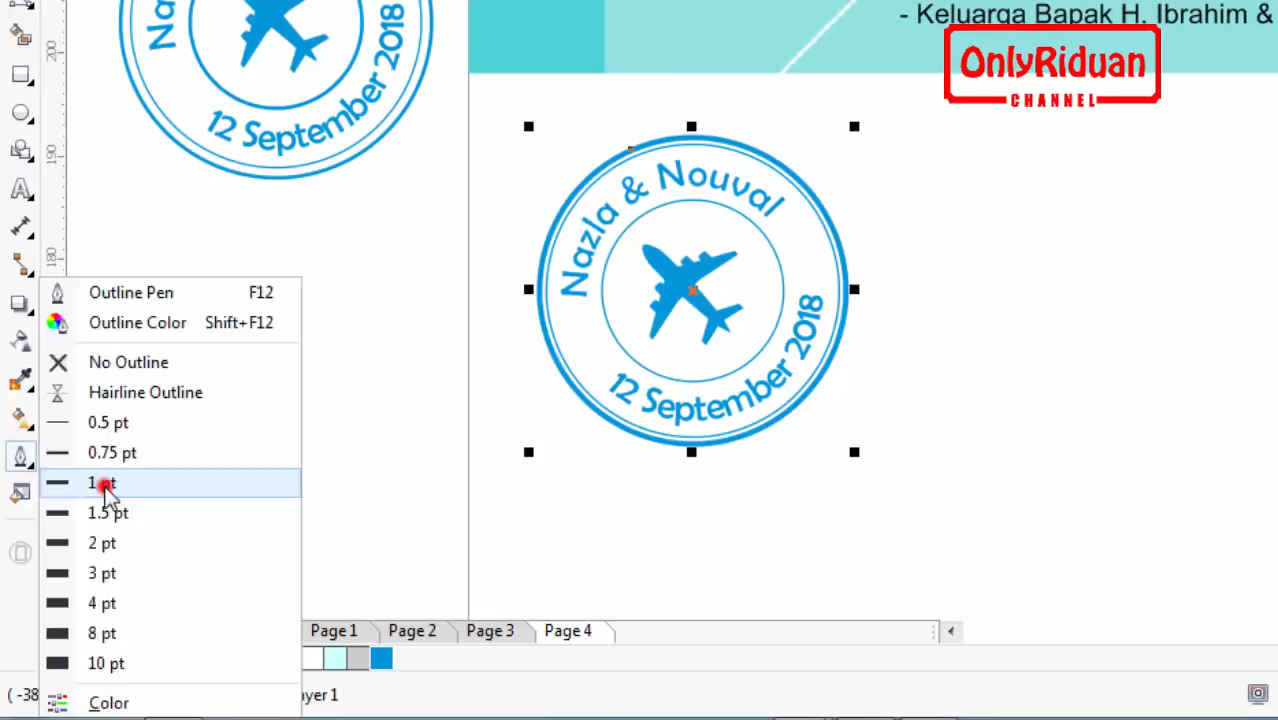 - Keluarga Bapak H. Ibrahim &
OnlyRiduan
CHANNEL
200
190
180
12 September 2018
Nazla & Nouval
12 September 2018
Outline Pen F12
Outline Color Shift+F12
No Outline
Hairline Outline
0.5 pt
0.75 pt
1 pt
1.5 pt
2 pt
3 pt
4 pt
8 pt
10 pt
Color
Page 1 Page 2 Page 3 Page 4
( -38
ayer 1